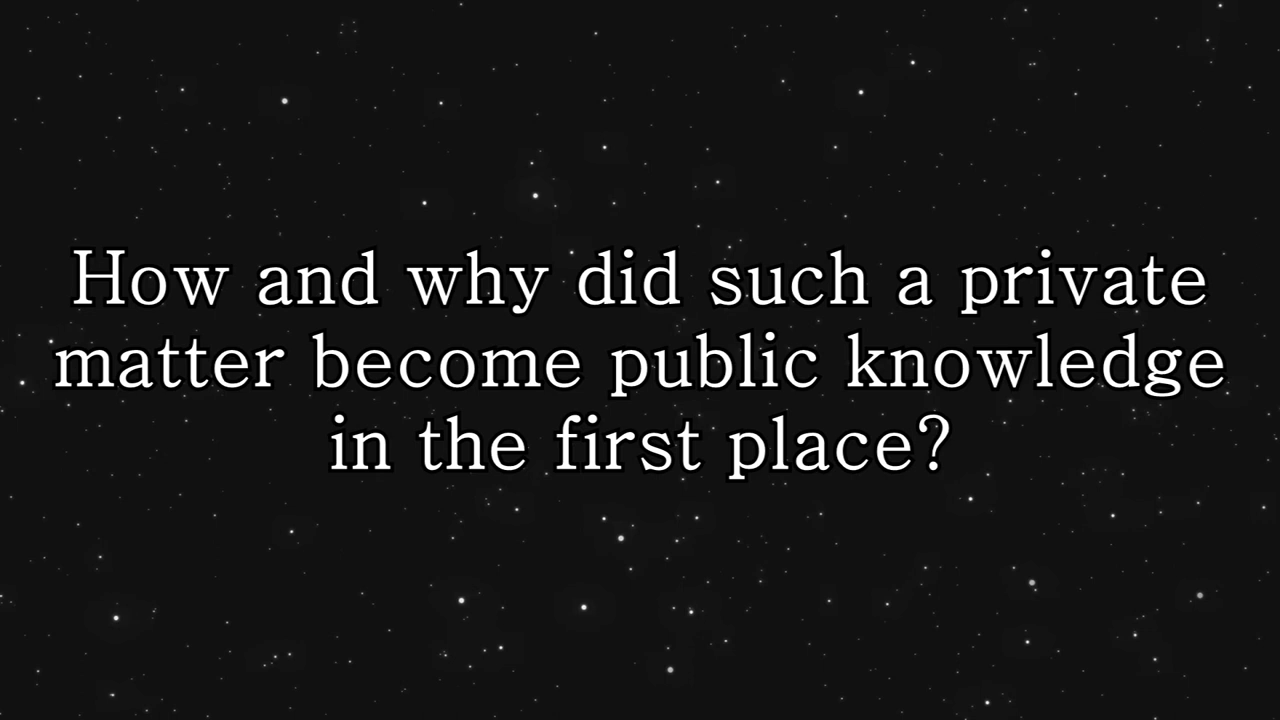 How and why did such a private
matter become public knowledge
in the first place?